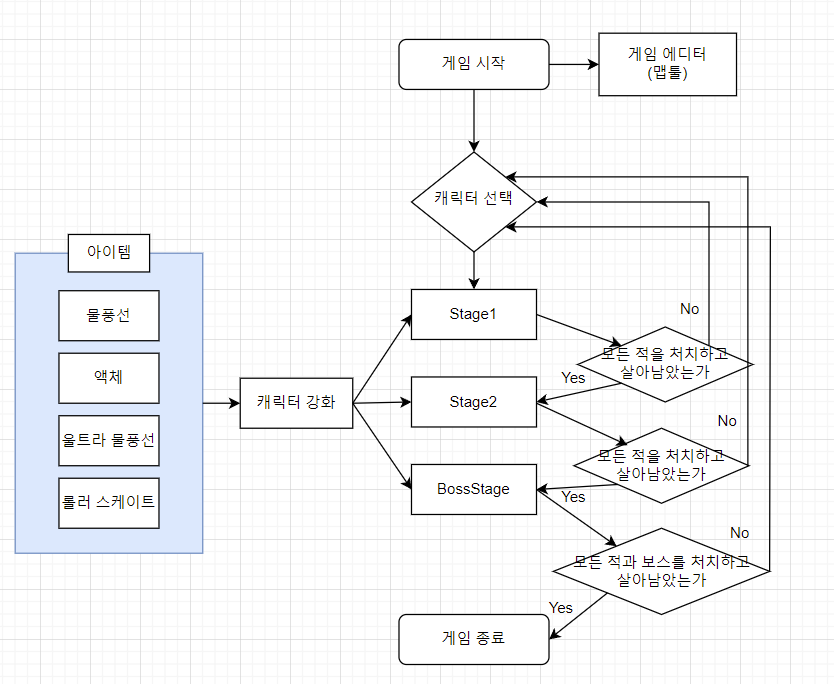 게임 시작
게임 에디터
(맵툴)
캐릭터 선택
아이템
물풍선
액체
울트라 물풍선
롤러 스케이트
캐릭터 강화
Stage1
No
모든 적을 처치하고
살아남았는가
Yes
Stage2
No
모든 적을 처치하고
살아남았는가
Yes
BossStage
No
모든 적과 보스를 처치하고
살아남았는가
Yes
게임 종료